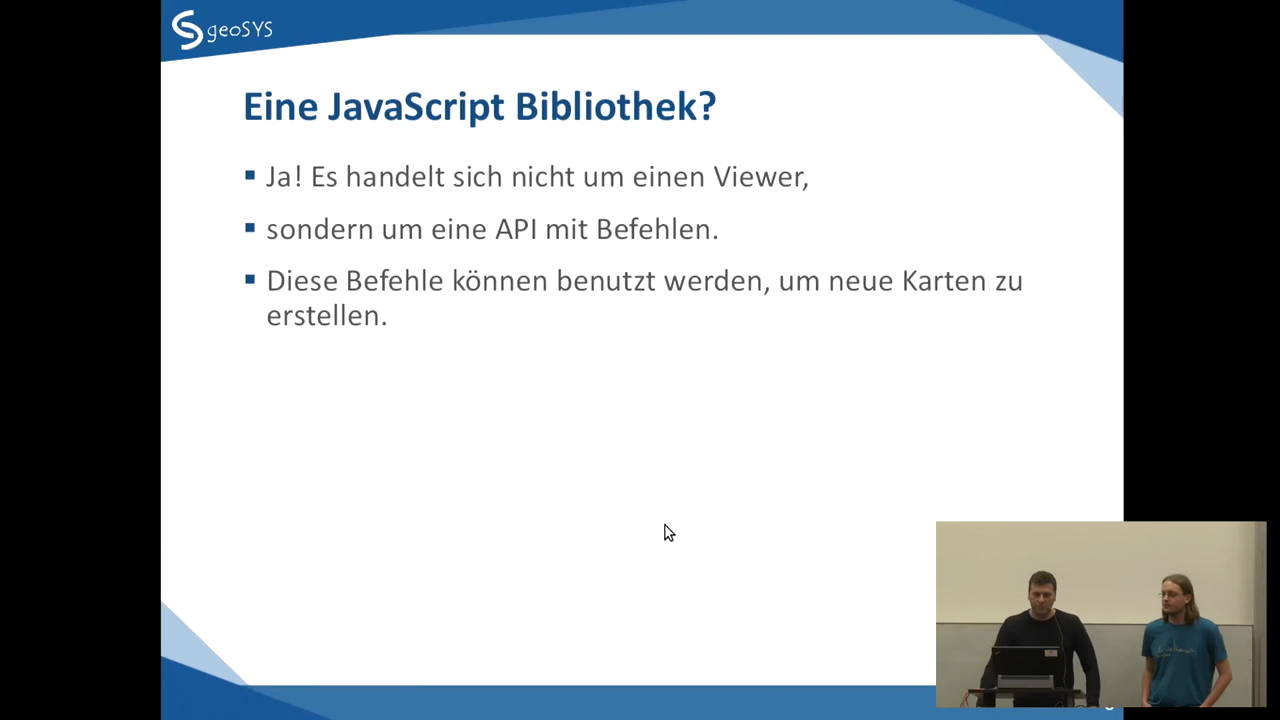 geoSYS
Eine JavaScript Bibliothek?
Ja! Es handelt sich nicht um einen Viewer,
sondern um eine API mit Befehlen.
Diese Befehle können benutzt werden, um neue Karten zu
erstellen.